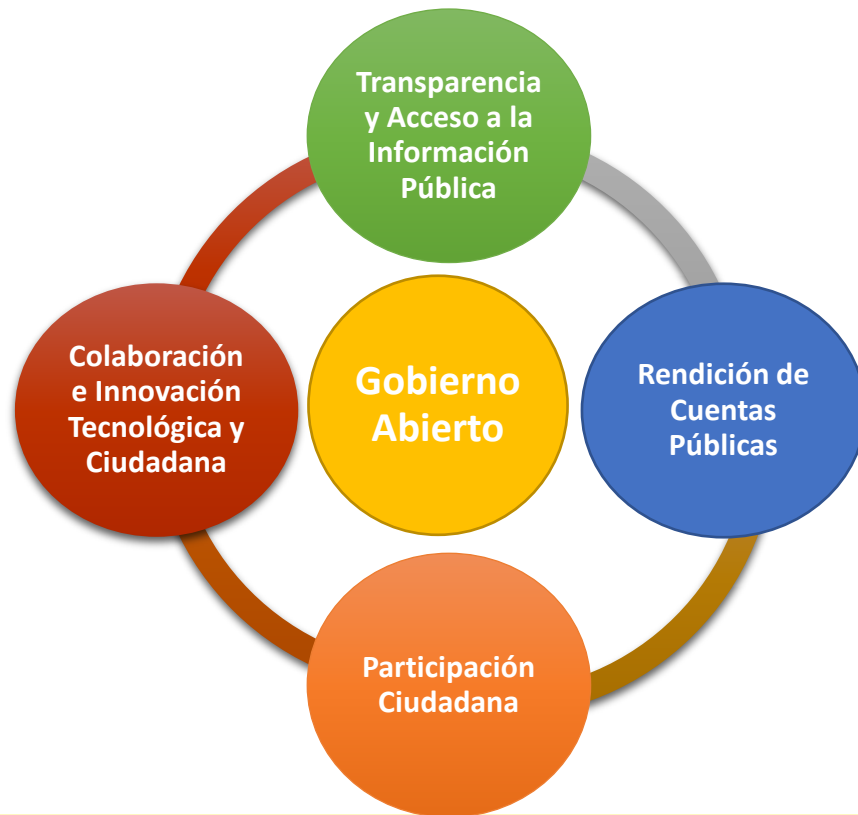 Transparencia
y Acceso a la
Información
Pública
Colaboración
e Innovación
Tecnológica y
Ciudadana
Gobierno
Abierto
Rendición de
Cuentas
Públicas
Participación
Ciudadana